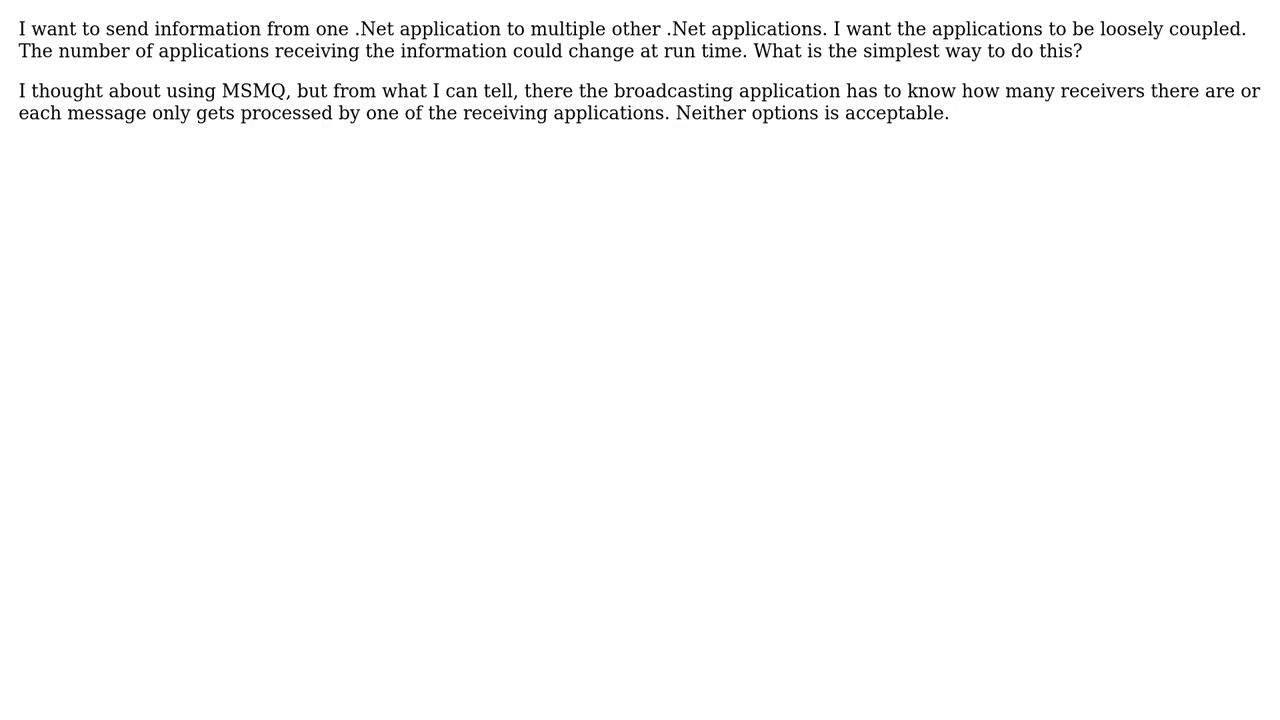 I want to send information from one .Net application to multiple other .Net applications. I want the applications to be loosely coupled.
The number of applications receiving the information could change at run time. What is the simplest way to do this?
I thought about using MSMQ, but from what I can tell, there the broadcasting application has to know how many receivers there are or
each message only gets processed by one of the receiving applications. Neither options is acceptable.